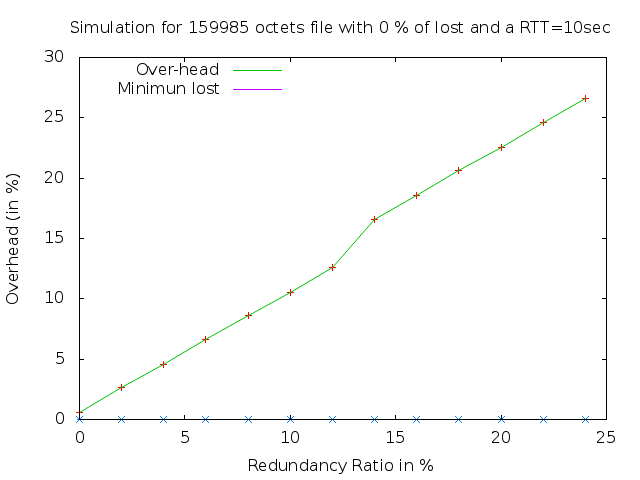 Simulation for 159985 octets file with 0 % of lost and a RTT=10sec
30
25
20
15
10
5
0
Over-head
Minimun lost
Overhead (in %)
0 5 10 15 20 25
Redundancy Ratio in %